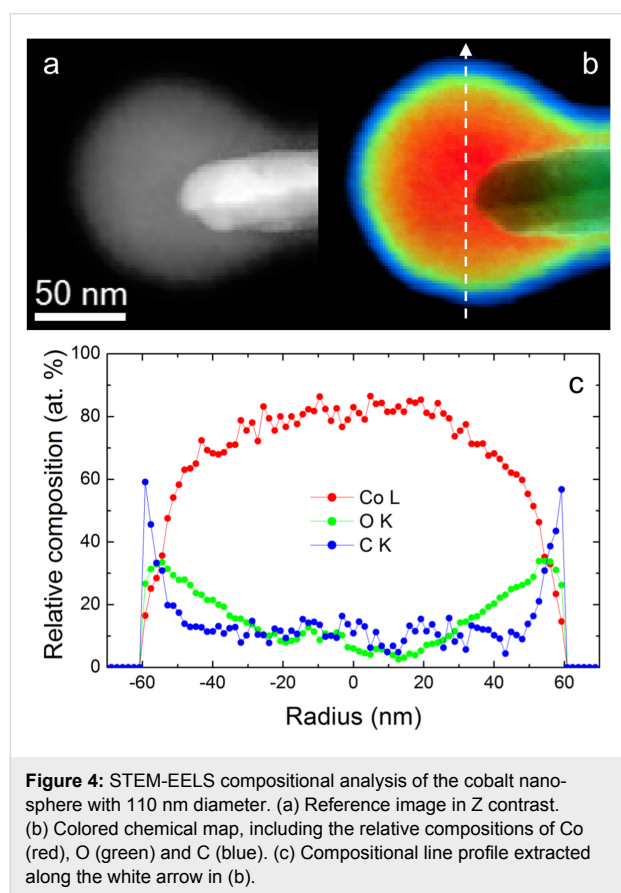 a
b
50 nm
c
Relative composition (at. %)
100
80
60
40
20
0
Co L
O K
C K
-60 -40 -20 0 20 40 60
Radius (nm)
Figure 4: STEM-EELS compositional analysis of the cobalt nano-
sphere with 110 nm diameter. (a) Reference image in Z contrast.
(b) Colored chemical map, including the relative compositions of Co
(red), O (green) and C (blue). (c) Compositional line profile extracted
along the white arrow in (b).